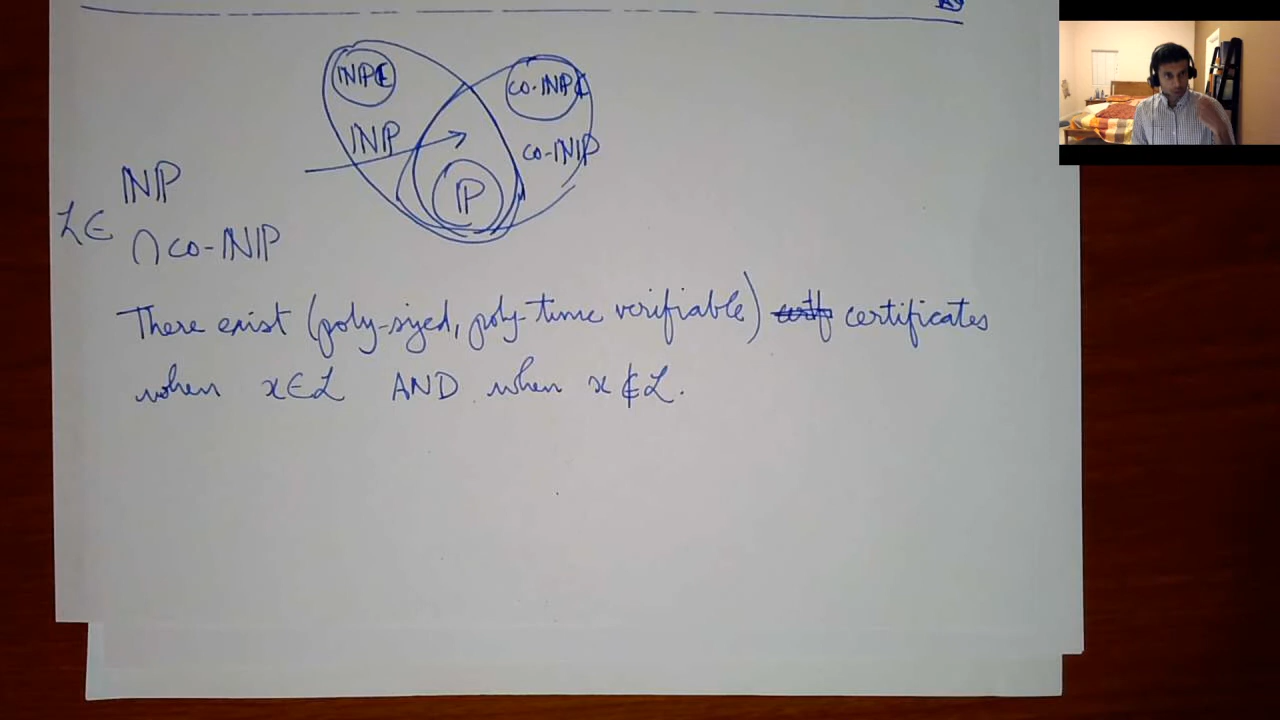 NPC
co-NPC
NP
co-NP
P
NP
L∈
∩ co-NP
There exist (poly-sized, poly-time verifiable) certificates
when x∈L AND when x∉L.